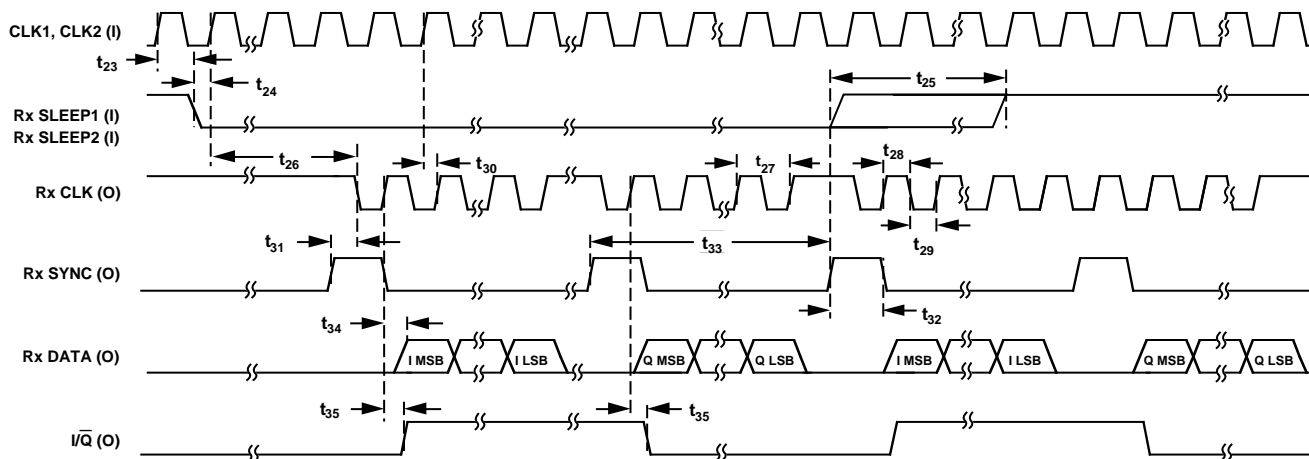 CLK1, CLK2 (I)
t23
t24
t25
Rx SLEEP1 (I)
Rx SLEEP2 (I)
t26
t30
t27
t28
Rx CLK (O)
t31
t33
t29
Rx SYNC (O)
t34
t32
Rx DATA (O)
I MSB
I LSB
Q MSB
Q LSB
I MSB
I LSB
Q MSB
Q LSB
t35
t35
I/Q̅ (O)